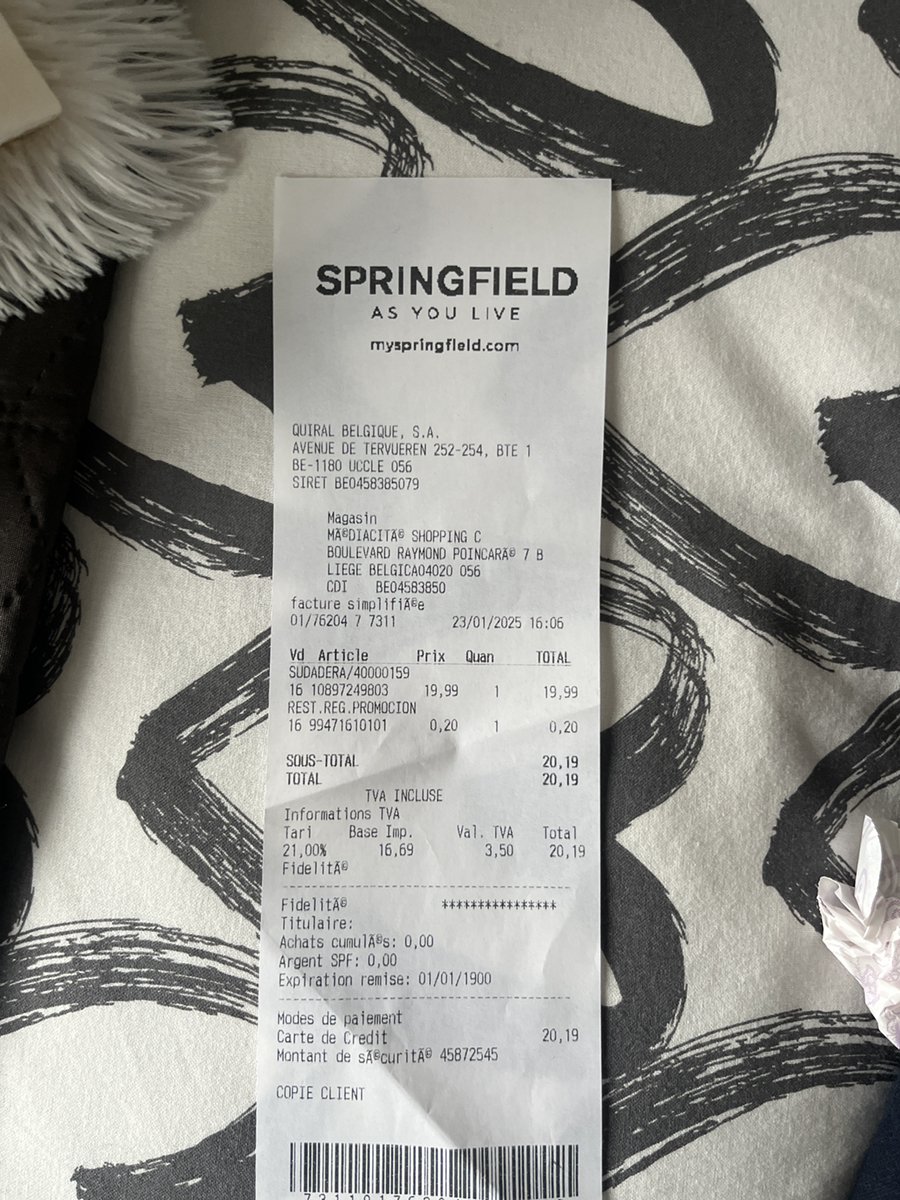 SPRINGFIELD
AS YOU LIVE
myspringfield.com
QUIRAL BELGIQUE, S.A.
AVENUE DE TERVUEREN 252-254, BTE 1
BE-1180 UCCLE 056
SIRET BE0458385079
Magasin
MÃ©DIACITÃ© SHOPPING C
BOULEVARD RAYMOND POINCARÃ© 7 B
LIEGE BELGICA04020 056
CDI BE04583850
facture simplifiÃ©e
01/76204 7 7311 23/01/2025 16:06
Vd Article Prix Quan TOTAL
SUDADERA/40000159
16 10897249803 19,99 1 19,99
REST.REG.PROMOCION
16 99471610101 0,20 1 0,20
SOUS-TOTAL 20,19
TOTAL 20,19
TVA INCLUSE
Informations TVA
Tari Base Imp. Val. TVA Total
21,00% 16,69 3,50 20,19
FidelitÃ©
FidelitÃ© ****************
Titulaire:
Achats cumulÃ©s: 0,00
Argent SPF: 0,00
Expiration remise: 01/01/1900
Modes de paiement
Carte de Credit 20,19
Montant de sÃ©curitÃ© 45872545
COPIE CLIENT